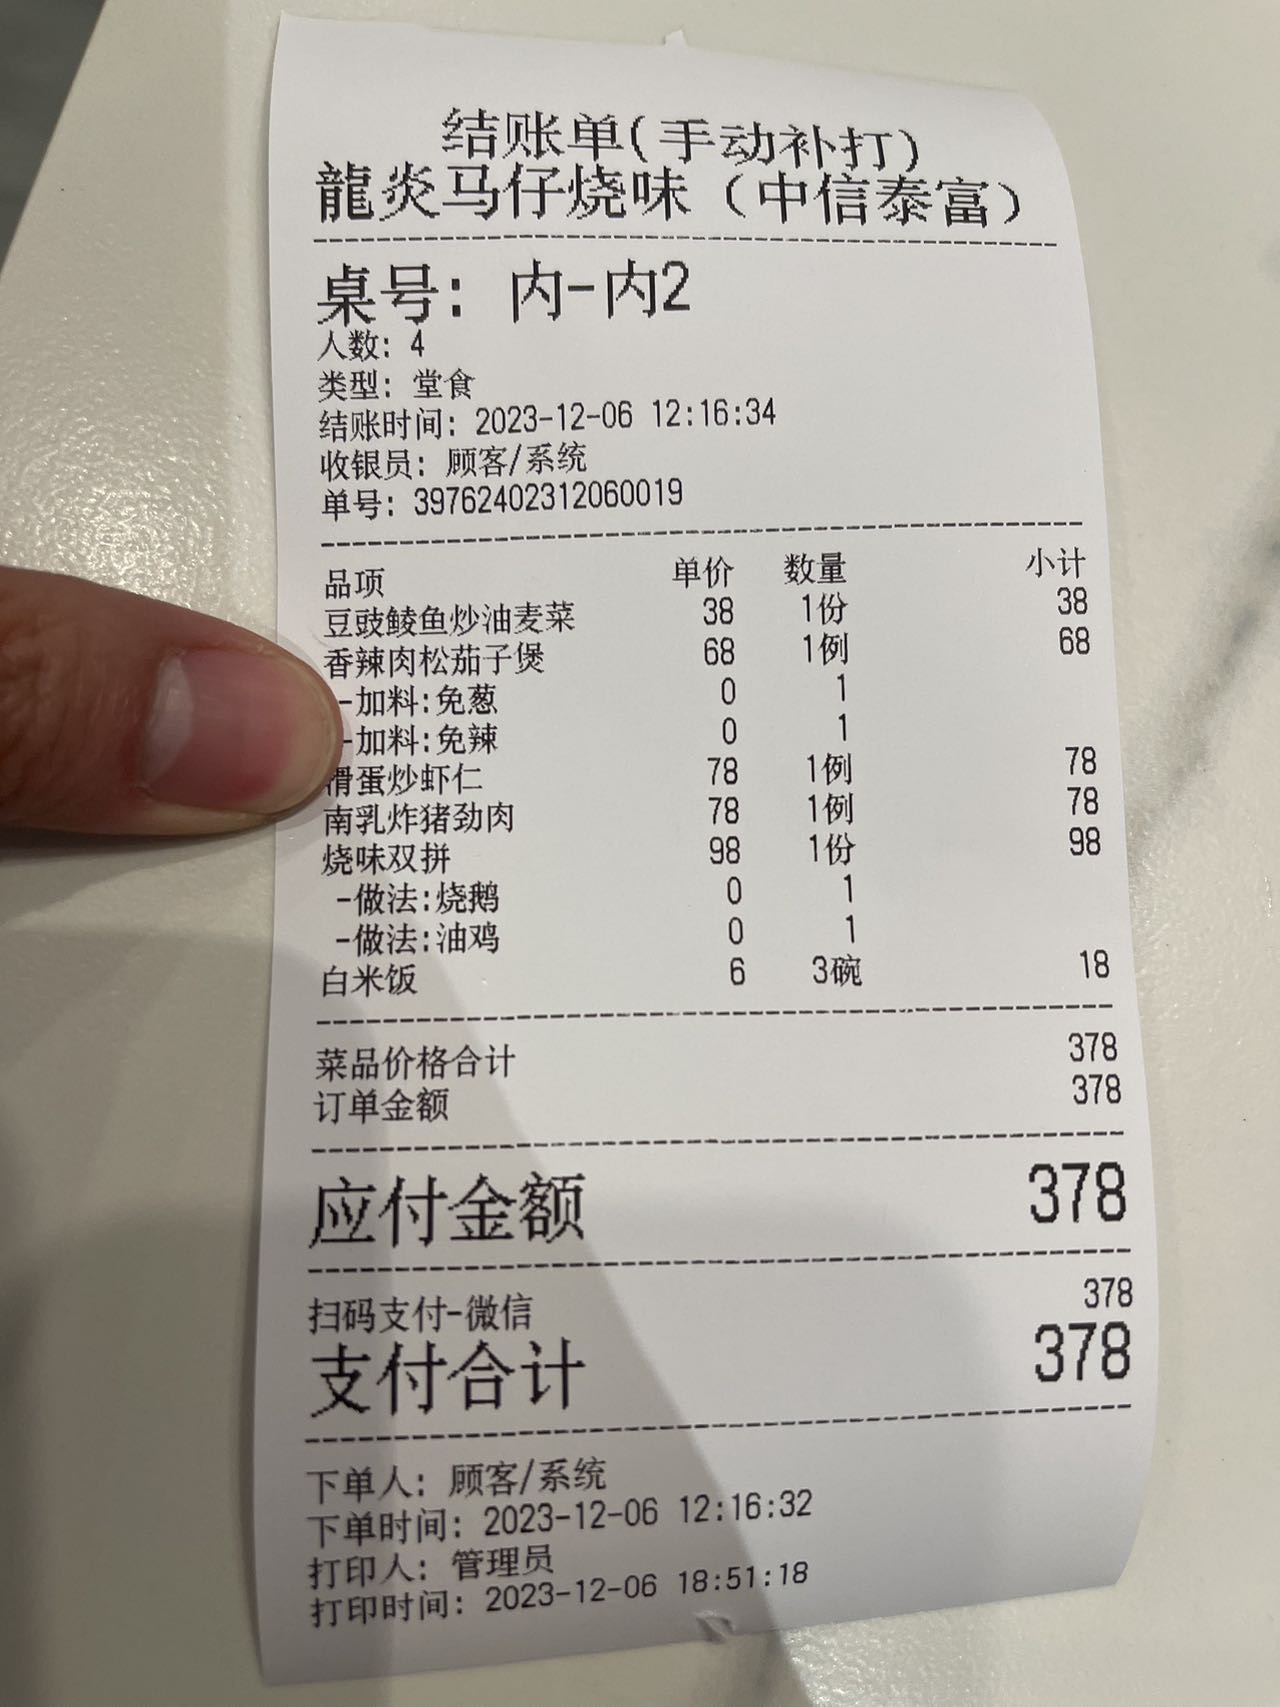 结账单(手动补打)
龍炎马仔烧味（中信泰富）
桌号: 内-内2
人数: 4
类型: 堂食
结账时间: 2023-12-06 12:16:34
收银员: 顾客/系统
单号: 39762402312060019
品项 单价 数量 小计
豆豉鲮鱼炒油麦菜 38 1份 38
香辣肉松茄子煲 68 1例 68
-加料:免葱 0 1
-加料:免辣 0 1
滑蛋炒虾仁 78 1例 78
南乳炸猪劲肉 78 1例 78
烧味双拼 98 1份 98
-做法:烧鹅 0 1
-做法:油鸡 0 1
白米饭 6 3碗 18
菜品价格合计 378
订单金额 378
应付金额 378
扫码支付-微信 378
支付合计 378
下单人: 顾客/系统
下单时间: 2023-12-06 12:16:32
打印人: 管理员
打印时间: 2023-12-06 18:51:18